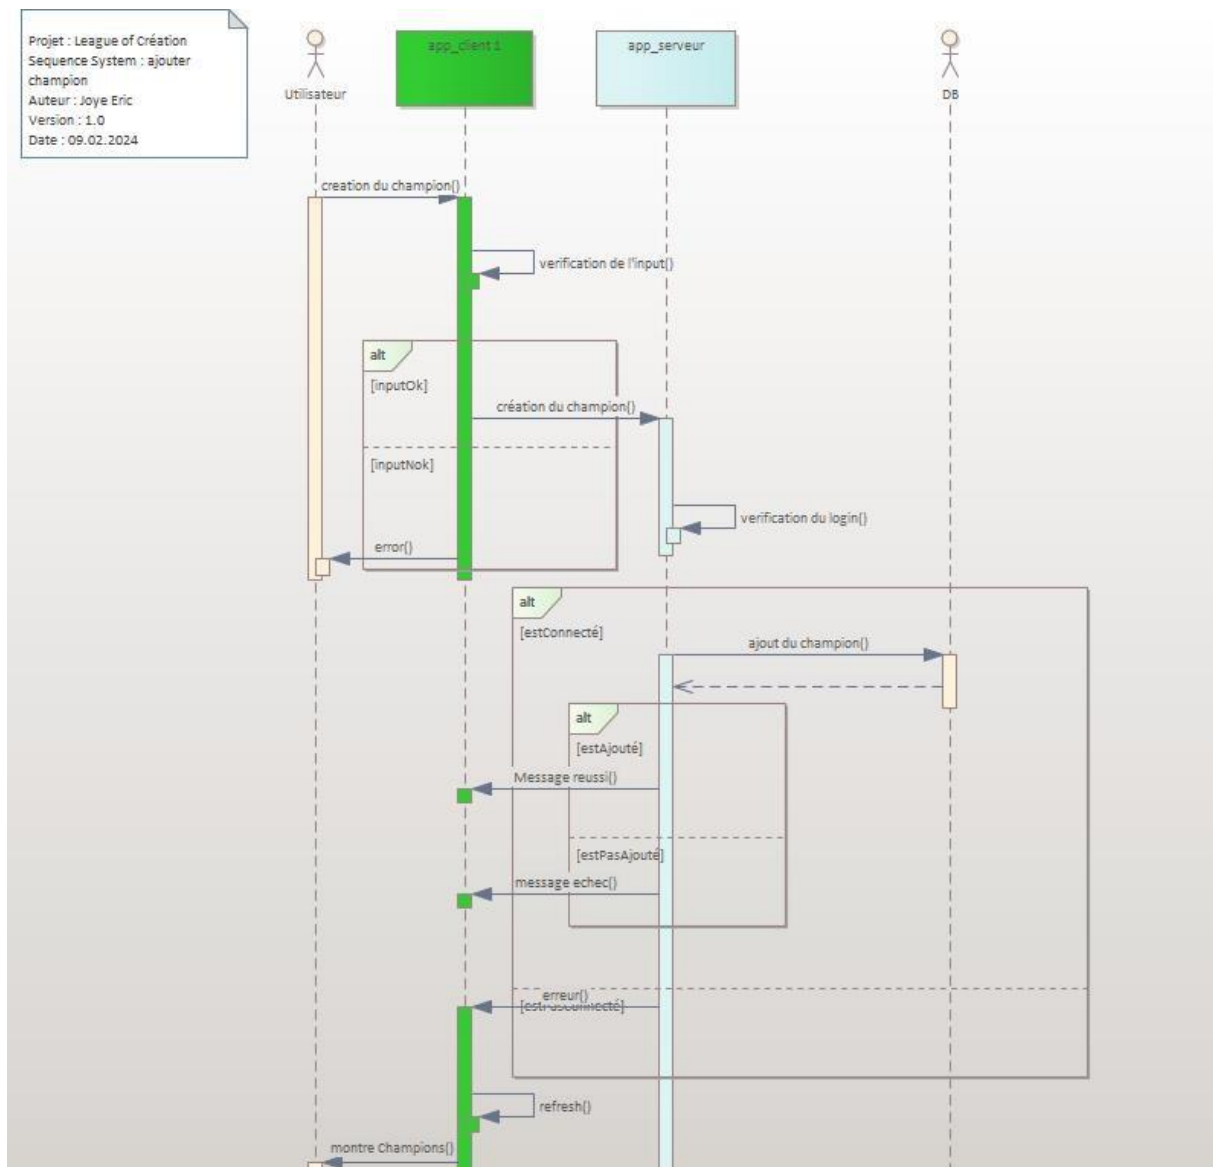 Projet : League of Création
Sequence System : ajouter
champion
Auteur : Joye Eric
Version : 1.0
Date : 09.02.2024
Utilisateur
app_client 1
app_serveur
DB
creation du champion()
verification de l'input()
alt
[inputOk]
création du champion()
[inputNok]
verification du login()
error()
alt
[estConnecté]
ajout du champion()
alt
[estAjouté]
Message reussi()
[estPasAjouté]
message echec()
erreur()
[estPasConnecté]
refresh()
montre Champions()